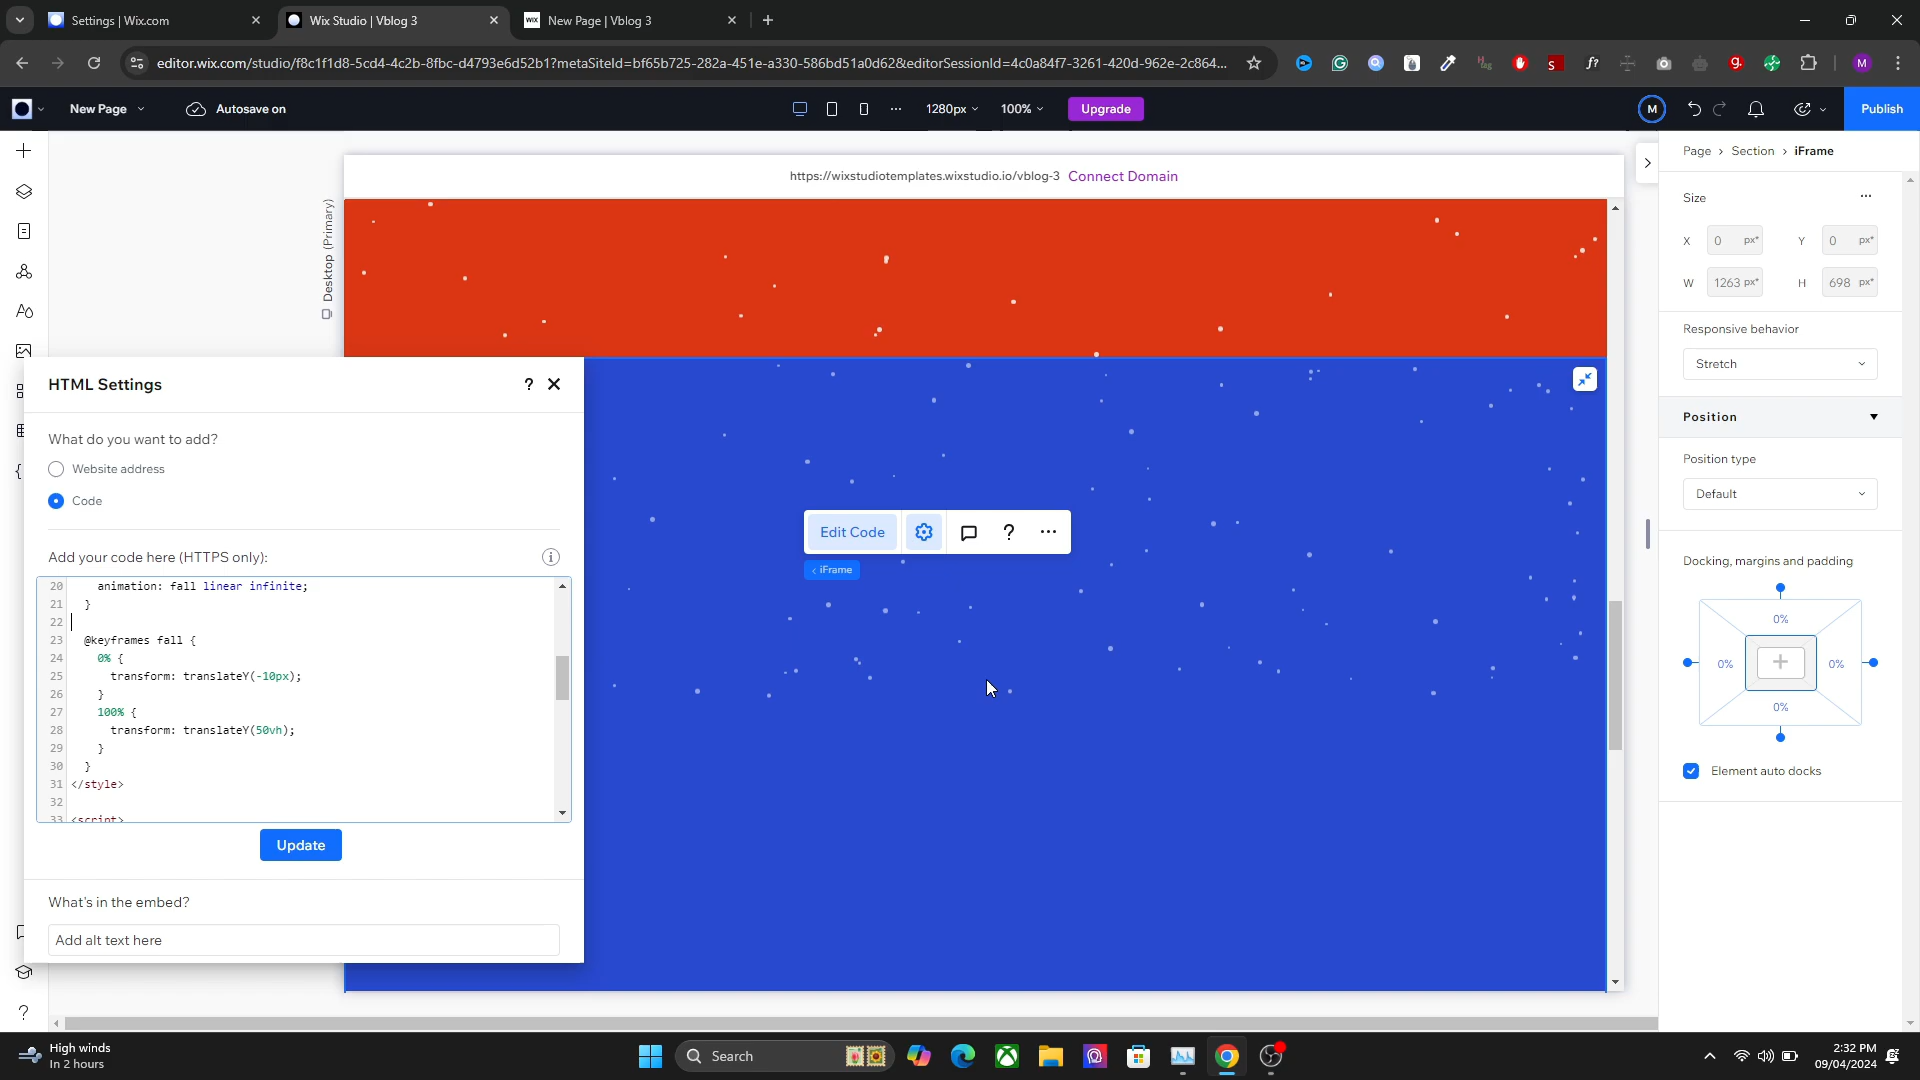 Settings | Wix.com
Wix Studio | Vblog 3
WIX New Page | Vblog 3
editor.wix.com/studio/f8c1f1d8-5cd4-4c2b-8fbc-d4793e6d52b1?metaSiteId=bf65b725-282a-451e-a330-586bd51a0d62&editorSessionId=4c0a84f7-3261-420d-962e-2c864...
M
New Page
Autosave on
1280px
100%
Upgrade
M
Publish
Page > Section > iFrame
https://wixstudiotemplates.wixstudio.io/vblog-3 Connect Domain
Desktop (Primary)
Size
X 0 px*
Y 0 px*
W 1263 px*
H 698 px*
Responsive behavior
Stretch
Position
Position type
Default
Docking, margins and padding
0%
0%
0%
0%
Element auto docks
HTML Settings
?
What do you want to add?
Website address
Code
Add your code here (HTTPS only):
20 animation: fall linear infinite;
21 }
22
23 @keyframes fall {
24 0% {
25 transform: translateY(-10px);
26 }
27 100% {
28 transform: translateY(50vh);
29 }
30 }
31 </style>
32
33 <script>
Update
What's in the embed?
Add alt text here
Edit Code
?
< iFrame
High winds
In 2 hours
Search
2:32 PM
09/04/2024